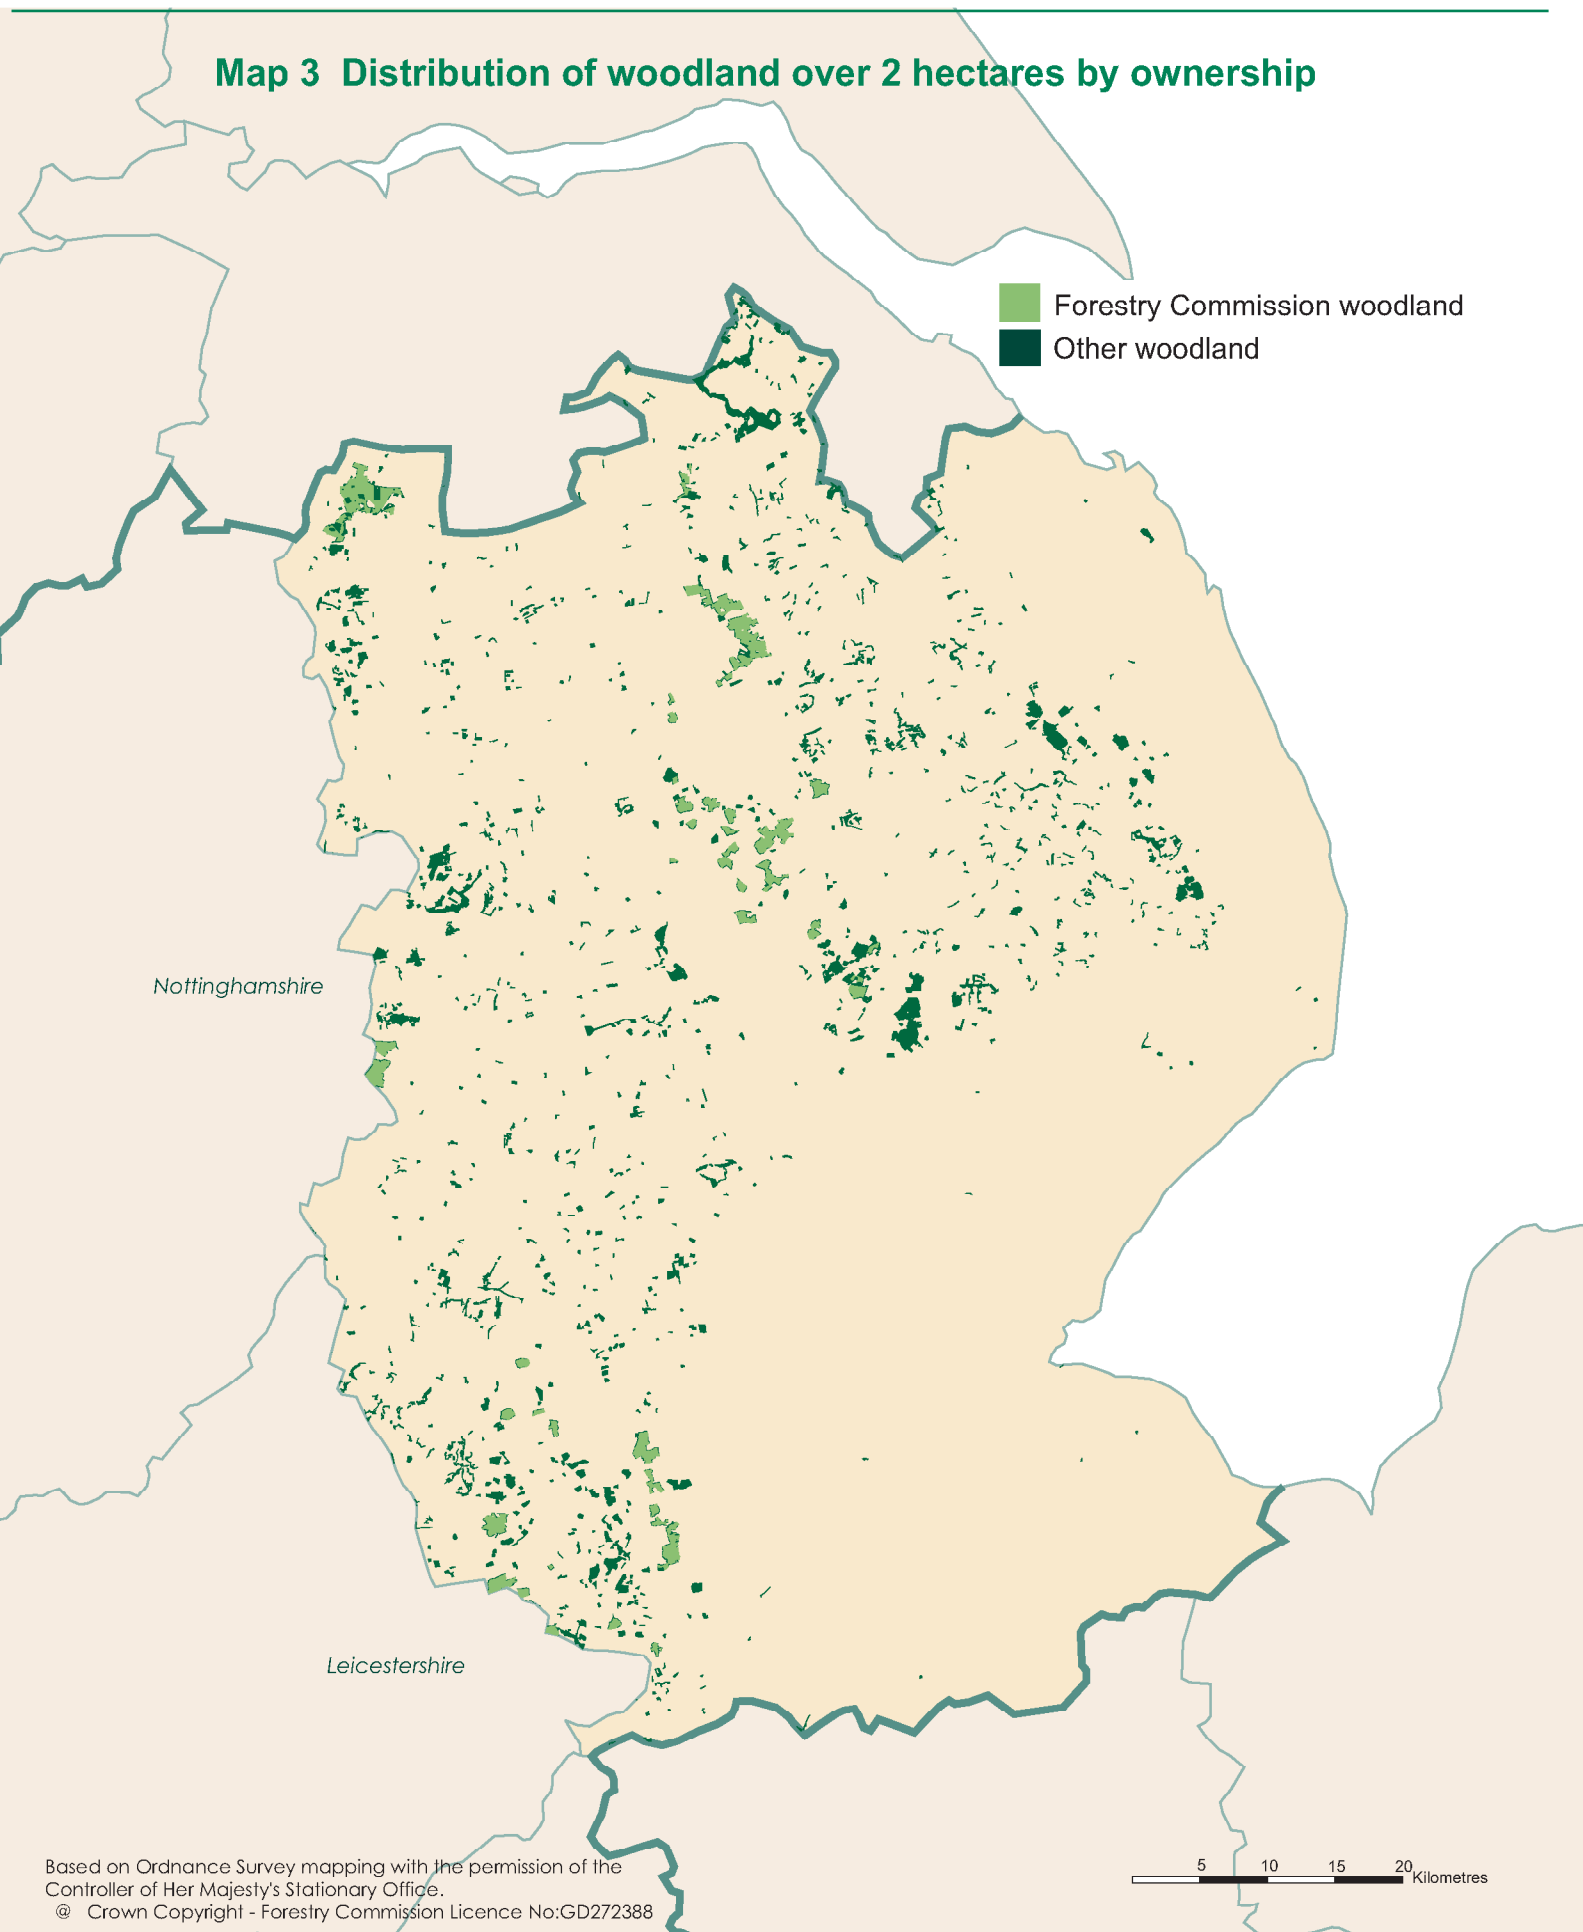 Map 3  Distribution of woodland over 2 hectares by ownership
Forestry Commission woodland
Other woodland
Nottinghamshire
Leicestershire
Based on Ordnance Survey mapping with the permission of the
Controller of Her Majesty's Stationary Office.
@  Crown Copyright - Forestry Commission Licence No:GD272388
5 10 15 20
Kilometres